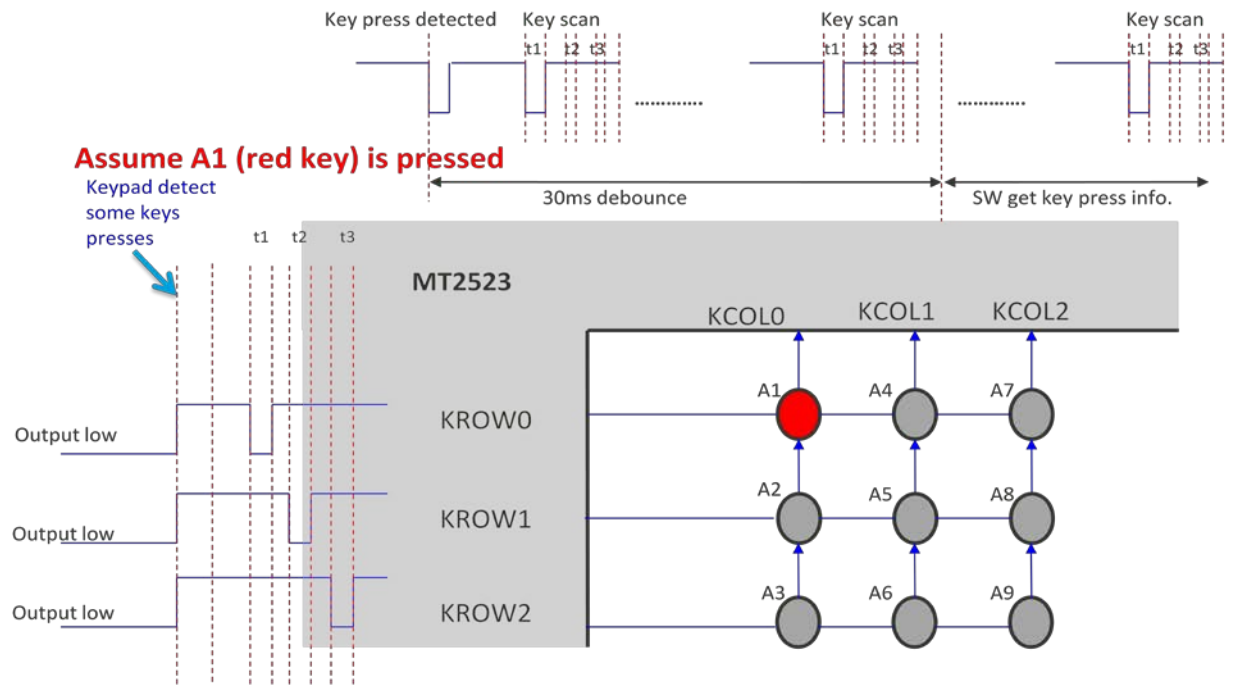 Key press detected
Key scan
Key scan
Key scan
t1
t2
t3
t1
t2
t3
t1
t2
t3
.............
.............
Assume A1 (red key) is pressed
Keypad detect
some keys
presses
30ms debounce
SW get key press info.
t1
t2
t3
MT2523
KCOL0
KCOL1
KCOL2
A1
A4
A7
KROW0
Output low
A2
A5
A8
KROW1
Output low
A3
A6
A9
KROW2
Output low